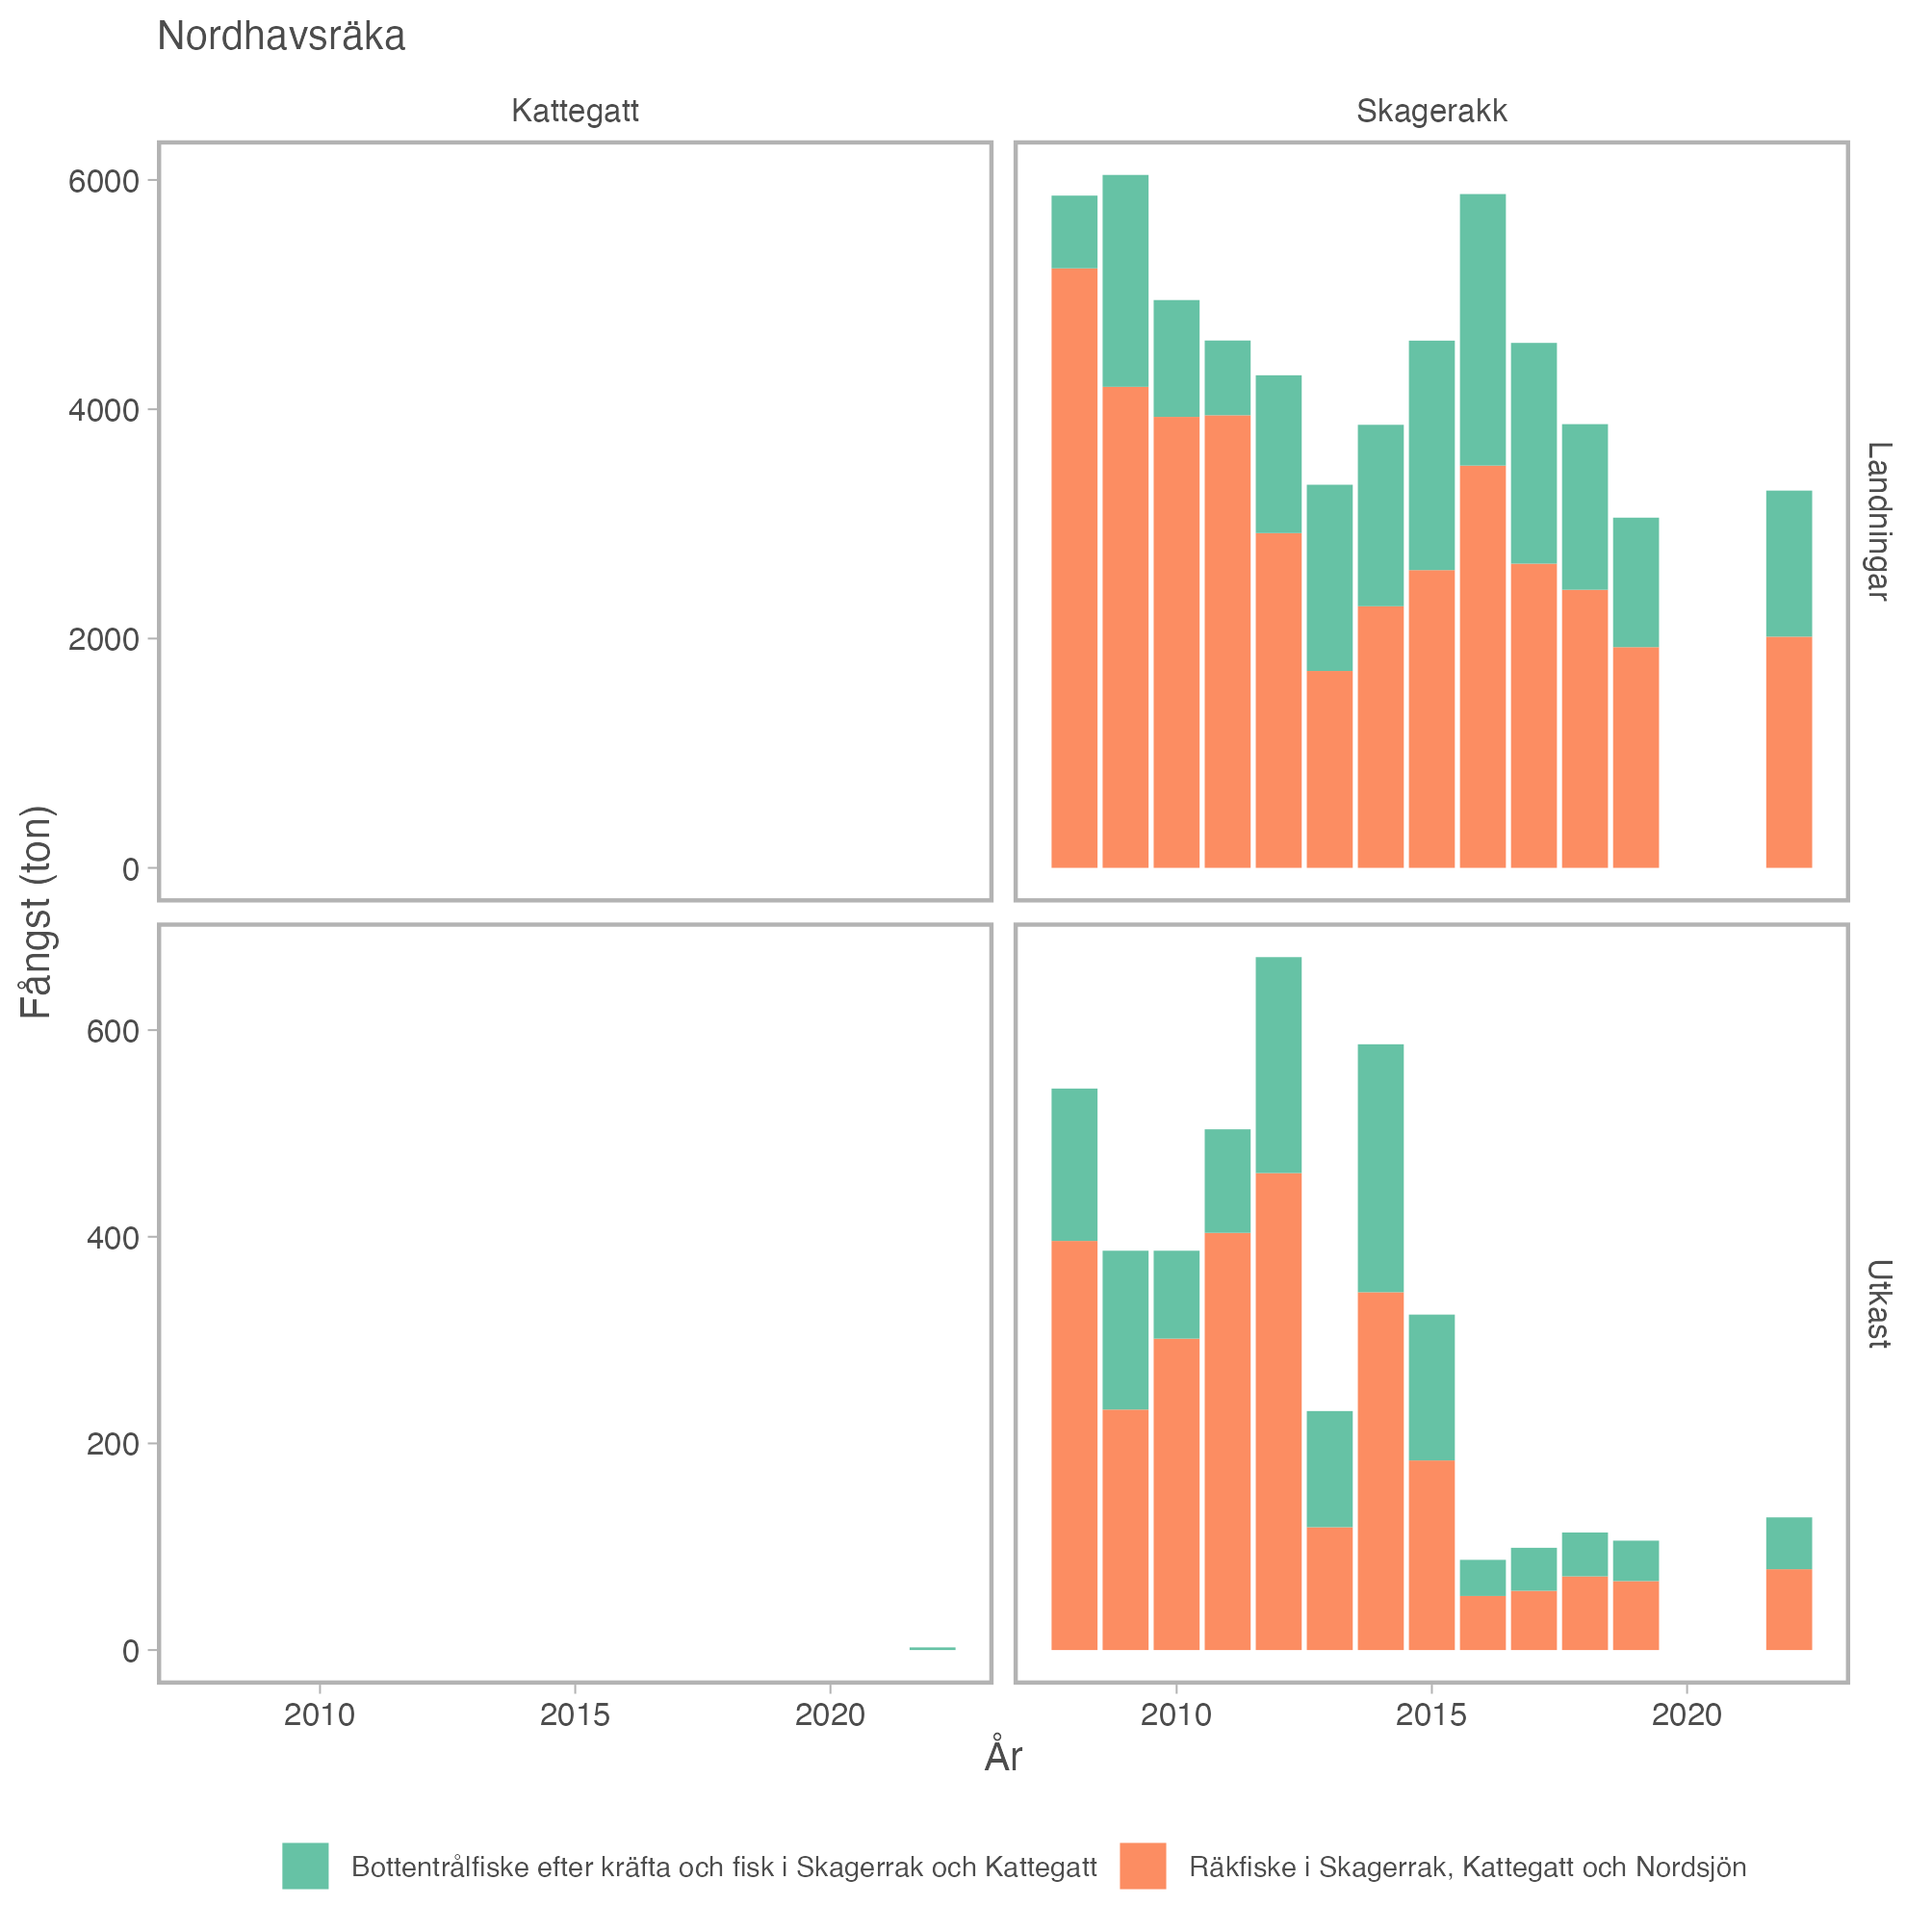 Nordhavsräka
Kattegatt
Skagerakk
6000
4000
2000
0
Landningar
Fångst (ton)
600
400
200
0
Utkast
2010
2015
2020
2010
2015
2020
År
Bottentrålfiske efter kräfta och fisk i Skagerrak och Kattegatt
Räkfiske i Skagerrak, Kattegatt och Nordsjön